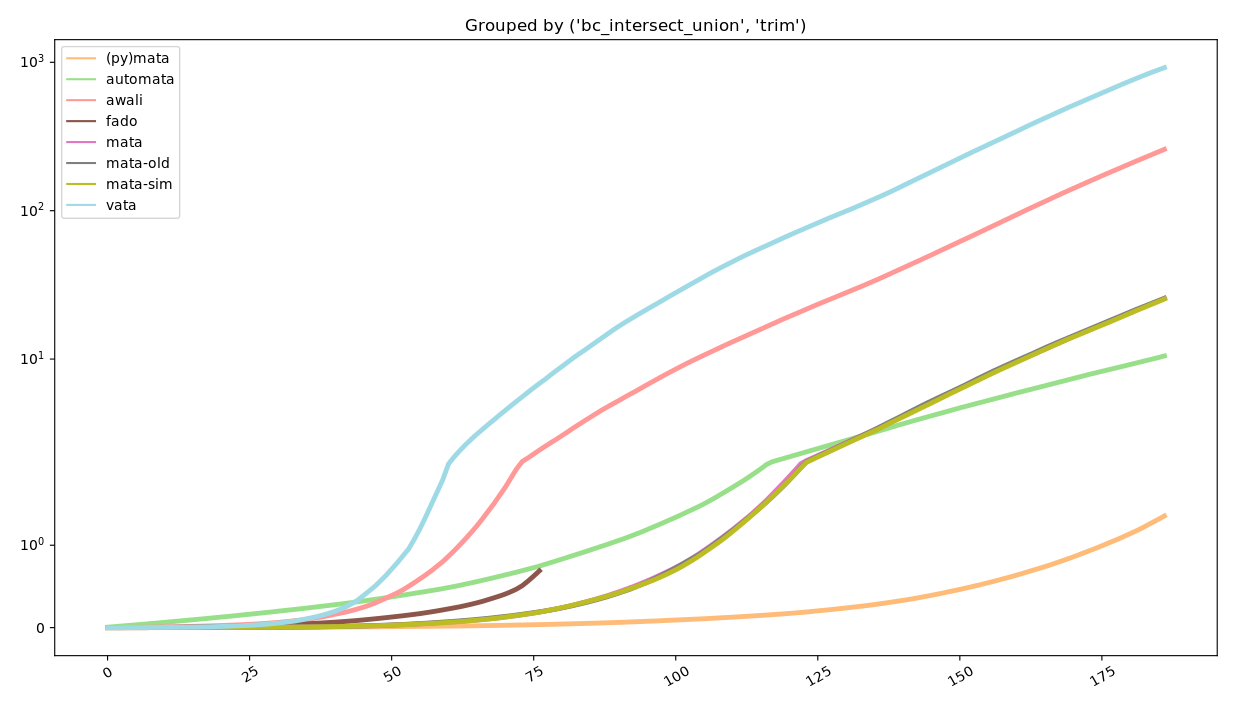 Grouped by ('bc_intersect_union', 'trim')
(py)mata
automata
awali
fado
mata
mata-old
mata-sim
vata
10³
10²
10¹
10⁰
0
0
25
50
75
100
125
150
175